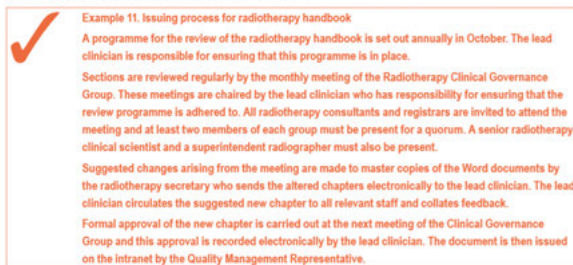 Example 11. Issuing process for radiotherapy handbook
A programme for the review of the radiotherapy handbook is set out annually in October. The lead
clinician is responsible for ensuring that this programme is in place.
Sections are reviewed regularly by the monthly meeting of the Radiotherapy Clinical Governance
Group. These meetings are chaired by the lead clinician who has responsibility for ensuring that the
review programme is adhered to. All radiotherapy consultants and registrars are invited to attend the
meeting and at least two members of each group must be present for a quorum. A senior radiotherapy
clinical scientist and a superintendent radiographer must also be present.
Suggested changes arising from the meeting are made to master copies of the Word documents by
the radiotherapy secretary who sends the altered chapters electronically to the lead clinician. The lead
clinician circulates the suggested new chapter to all relevant staff and collates feedback.
Formal approval of the new chapter is carried out at the next meeting of the Clinical Governance
Group and this approval is recorded electronically by the lead clinician. The document is then issued
on the intranet by the Quality Management Representative.